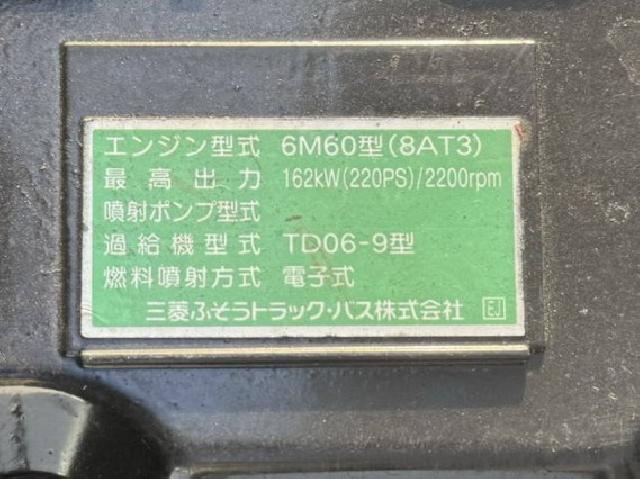 エンジン型式 6M60型(8AT3)
最高出力 162kW(220PS)/2200rpm
噴射ポンプ型式
過給機型式 TD06-9型
燃料噴射方式 電子式
三菱ふそうトラック・バス株式会社 EJ